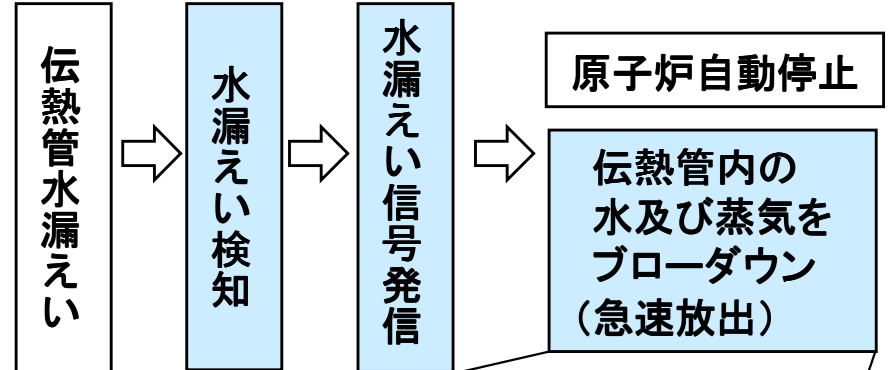 伝熱管水漏えい
水漏えい検知
水漏えい信号発信
原子炉自動停止
伝熱管内の
水及び蒸気を
ブローダウン
（急速放出）